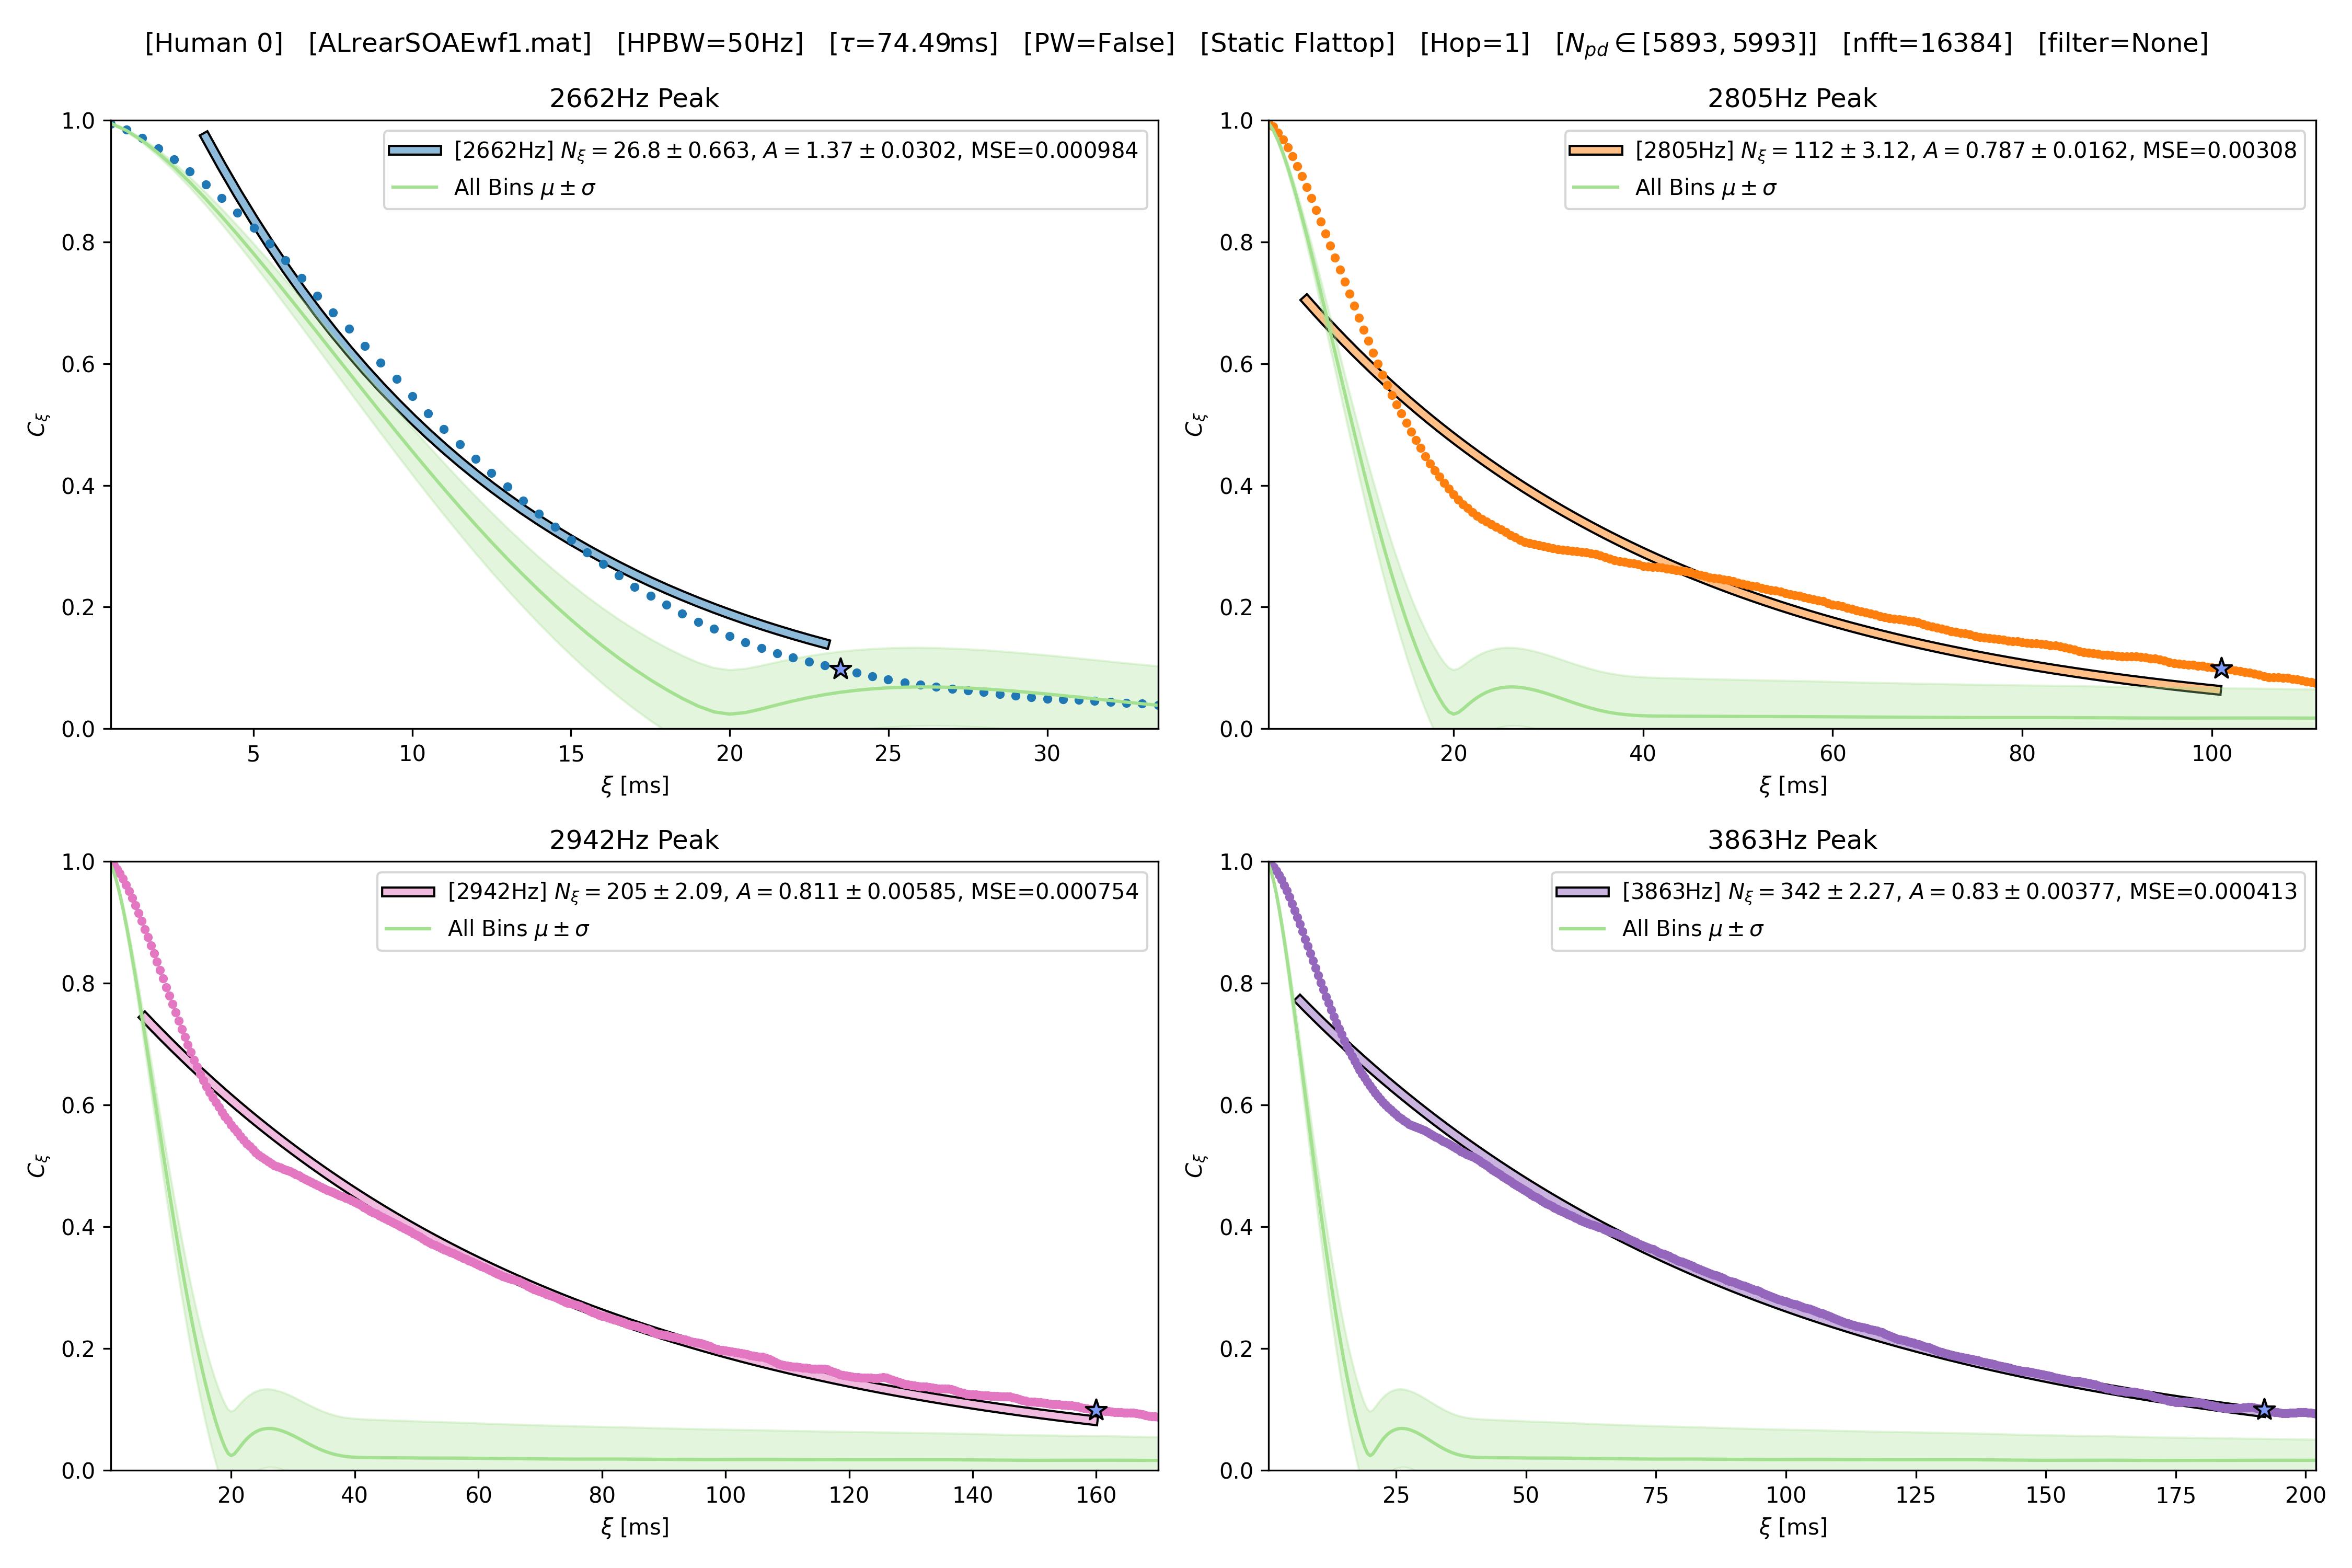 [Human 0] [ALrearSOAEwf1.mat] [HPBW=50Hz] [τ=74.49ms] [PW=False] [Static Flattop] [Hop=1] [N_pd ∈ [5893, 5993]] [nfft=16384] [filter=None]
2662Hz Peak
1.0
0.8
0.6
0.4
0.2
0.0
C_ξ
[2662Hz] N_ξ = 26.8 ± 0.663, A = 1.37 ± 0.0302, MSE=0.000984
All Bins μ ± σ
5 10 15 20 25 30
ξ [ms]
2805Hz Peak
1.0
0.8
0.6
0.4
0.2
0.0
C_ξ
[2805Hz] N_ξ = 112 ± 3.12, A = 0.787 ± 0.0162, MSE=0.00308
All Bins μ ± σ
20 40 60 80 100
ξ [ms]
2942Hz Peak
1.0
0.8
0.6
0.4
0.2
0.0
C_ξ
[2942Hz] N_ξ = 205 ± 2.09, A = 0.811 ± 0.00585, MSE=0.000754
All Bins μ ± σ
20 40 60 80 100 120 140 160
ξ [ms]
3863Hz Peak
1.0
0.8
0.6
0.4
0.2
0.0
C_ξ
[3863Hz] N_ξ = 342 ± 2.27, A = 0.83 ± 0.00377, MSE=0.000413
All Bins μ ± σ
25 50 75 100 125 150 175 200
ξ [ms]